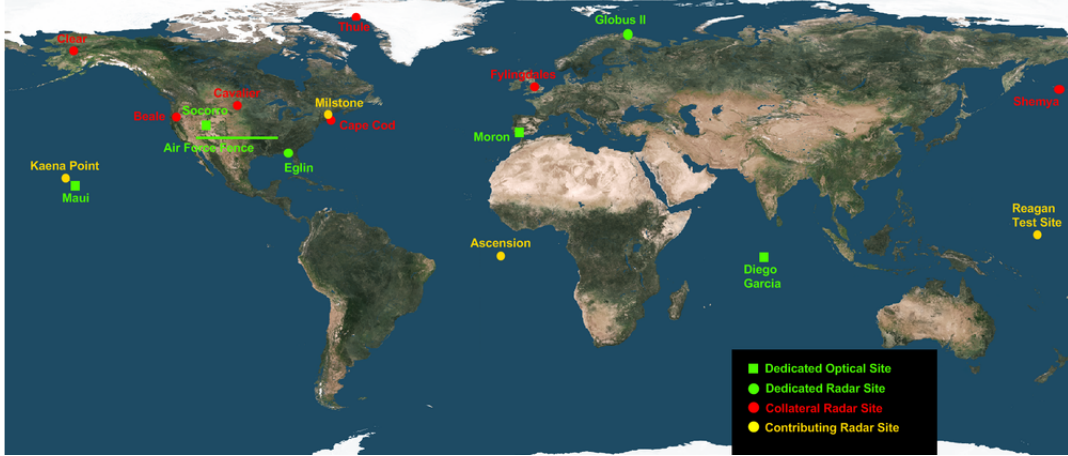 Globus II
Thule
Clear
Fylingdales
Cavalier
Milstone
Shemya
Socorro
Beale
Cape Cod
Moron
Air Force Fence
Kaena Point
Eglin
Maui
Reagan
Test Site
Ascension
Diego
Garcia
Dedicated Optical Site
Dedicated Radar Site
Collateral Radar Site
Contributing Radar Site